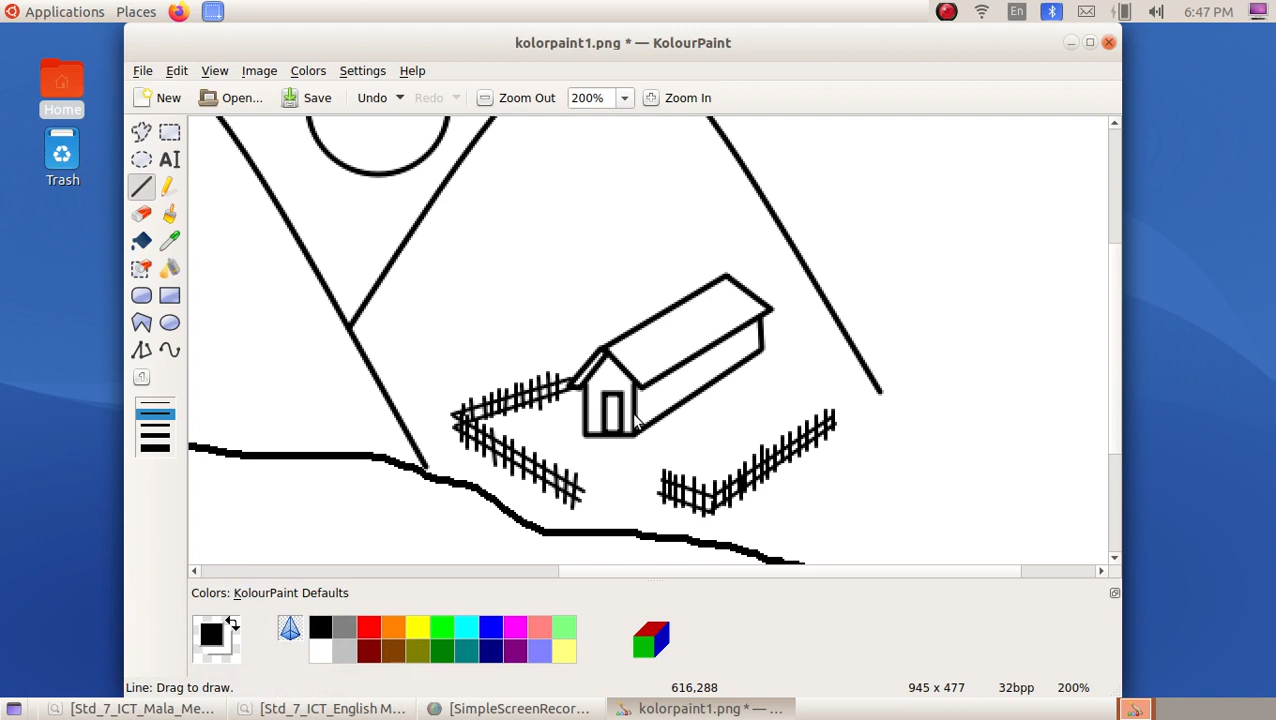 Applications Places En 6:47 PM
kolorpaint1.png * — KolourPaint
Home
Trash
File Edit View Image Colors Settings Help
New Open... Save Undo Redo Zoom Out 200% Zoom In
Colors: KolourPaint Defaults
Line: Drag to draw. 616,288 945 x 477 32bpp 200%
[Std_7_ICT_Mala_Me... [Std_7_ICT_English M... [SimpleScreenRecor... kolorpaint1.png * — ...